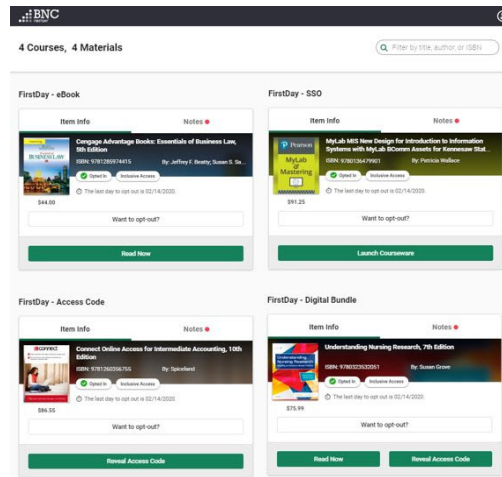 BNC
4 Courses, 4 Materials
Filter by title, author, or ISBN
FirstDay - eBook
Item Info
Notes
BUSINESS LAW
Cengage Advantage Books: Essentials of Business Law,
5th Edition
ISBN: 9781285974415
By: Jeffrey F. Beatty; Susan S. Sa...
Opted In
Inclusive Access
The last day to opt out is 02/14/2020.
$44.00
Want to opt-out?
Read Now
FirstDay - SSO
Item Info
Notes
Pearson
MyLab
Mastering
MyLab MIS New Design for Introduction to Information
Systems with MyLab BComm Assets for Kennesaw Stat...
ISBN: 9780136479901
By: Patricia Wallace
Opted In
Inclusive Access
The last day to opt out is 02/14/2020.
$91.25
Want to opt-out?
Launch Courseware
FirstDay - Access Code
Item Info
Notes
connect
Connect Online Access for Intermediate Accounting, 10th
Edition
ISBN: 9781260356755
By: Spiceland
Opted In
Inclusive Access
The last day to opt out is 02/14/2020.
$86.55
Want to opt-out?
Reveal Access Code
FirstDay - Digital Bundle
Item Info
Notes
Understanding
Nursing Research
Understanding Nursing Research, 7th Edition
ISBN: 9780323532051
By: Susan Grove
Opted In
Inclusive Access
The last day to opt out is 02/14/2020.
$75.99
Want to opt-out?
Read Now
Reveal Access Code